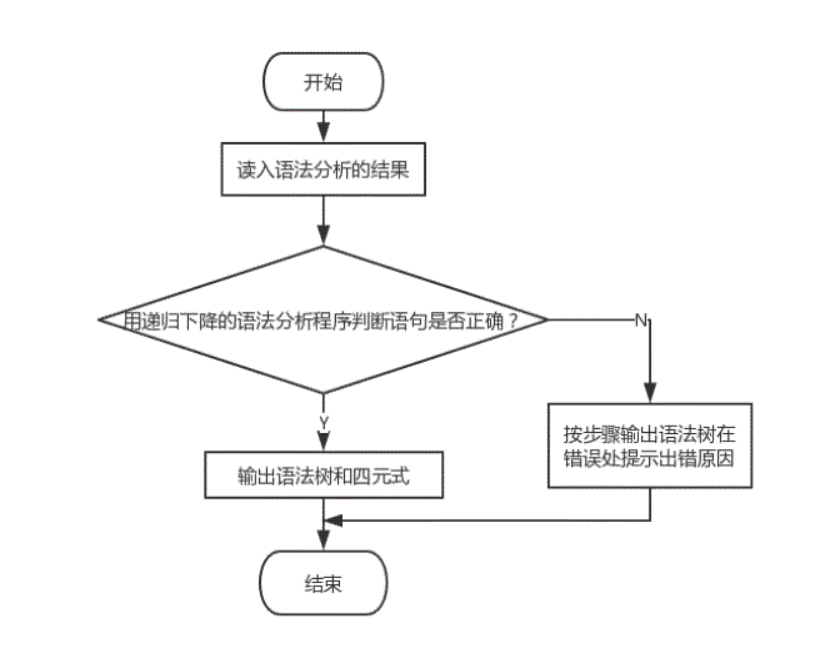 开始
读入语法分析的结果
用递归下降的语法分析程序判断语句是否正确？
N
Y
按步骤输出语法树在
错误处提示出错原因
输出语法树和四元式
结束